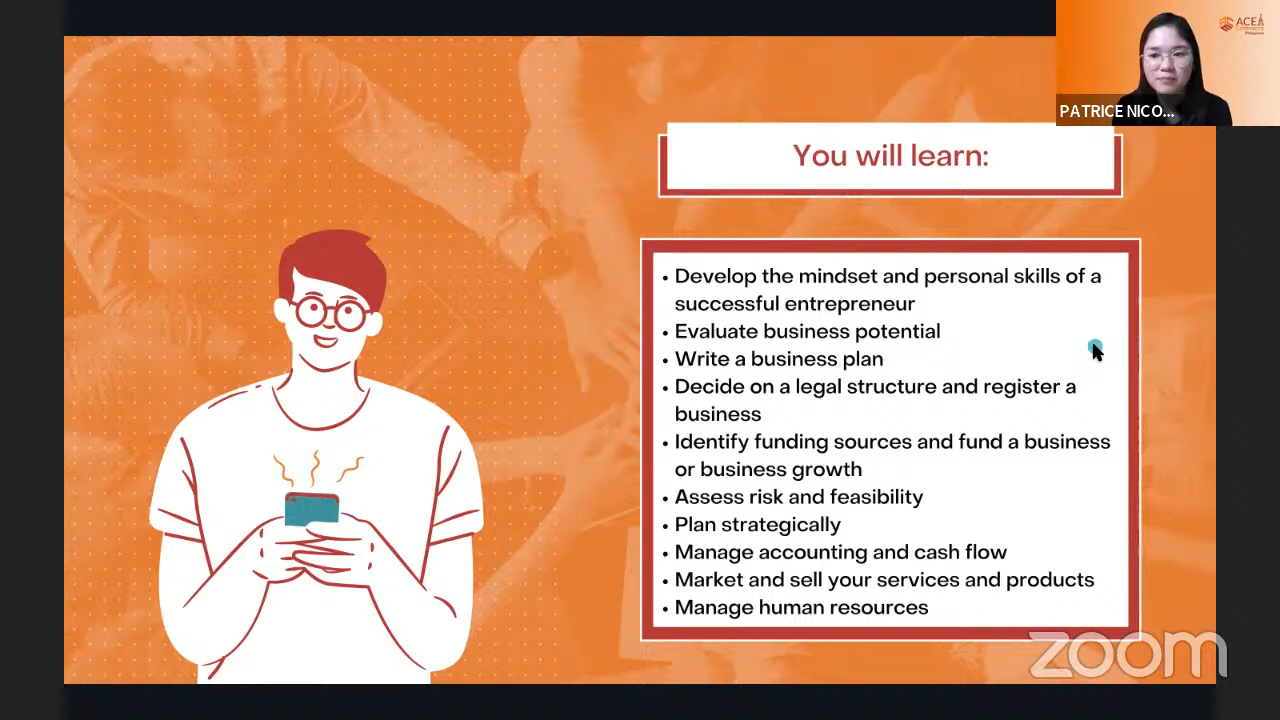 ACE
PATRICE NICO...
You will learn:
• Develop the mindset and personal skills of a
successful entrepreneur
• Evaluate business potential
• Write a business plan
• Decide on a legal structure and register a
business
• Identify funding sources and fund a business
or business growth
• Assess risk and feasibility
• Plan strategically
• Manage accounting and cash flow
• Market and sell your services and products
• Manage human resources
zoom